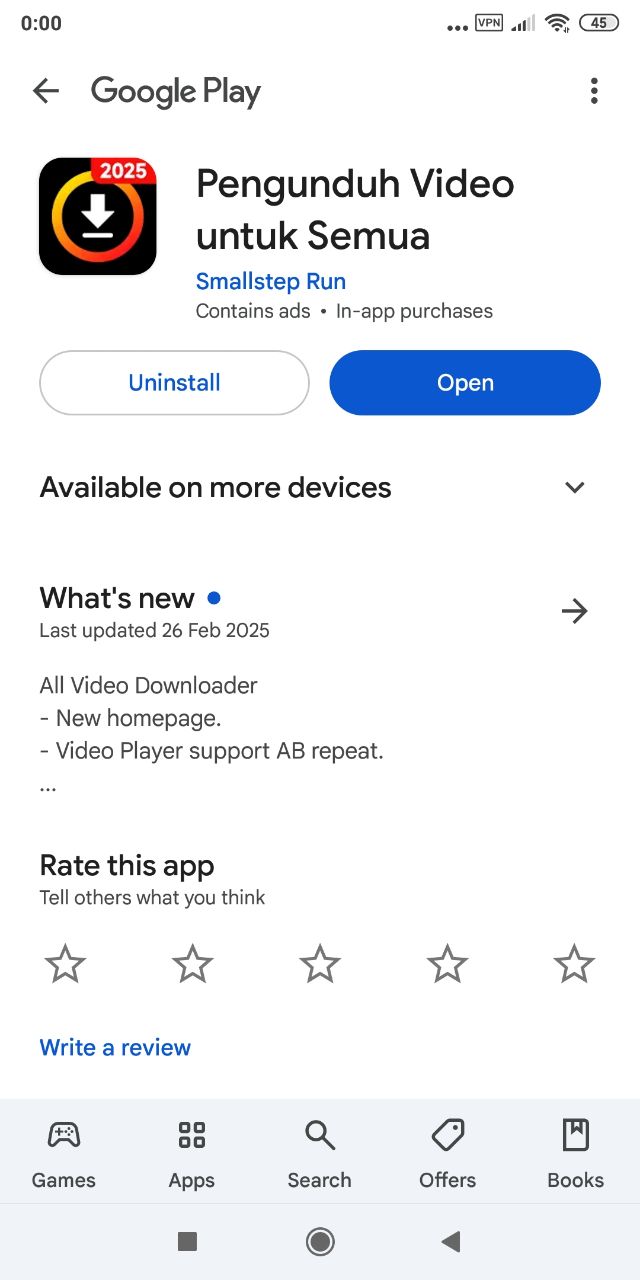 0:00
VPN
45
Google Play
2025
Pengunduh Video
untuk Semua
Smallstep Run
Contains ads • In-app purchases
Uninstall
Open
Available on more devices
What's new
Last updated 26 Feb 2025
All Video Downloader
- New homepage.
- Video Player support AB repeat.
...
Rate this app
Tell others what you think
Write a review
Games
Apps
Search
Offers
Books